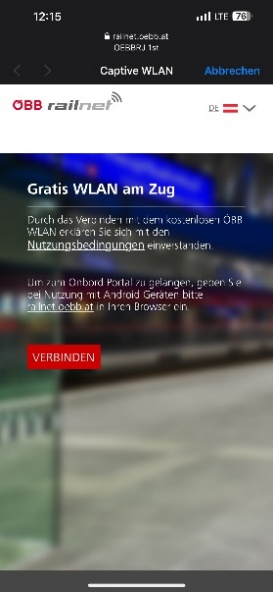 12:15
LTE 76
railnet.oebb.at
OEBBRJ 1st
Captive WLAN
Abbrechen
ÖBB railnet
DE
Gratis WLAN am Zug
Durch das Verbinden mit dem kostenlosen ÖBB
WLAN erklären Sie sich mit den
Nutzungsbedingungen einverstanden.
Um zum Onbord Portal zu gelangen, geben Sie
bei Nutzung mit Android Geräten bitte
railnet.oebb.at in Ihren Browser ein.
VERBINDEN